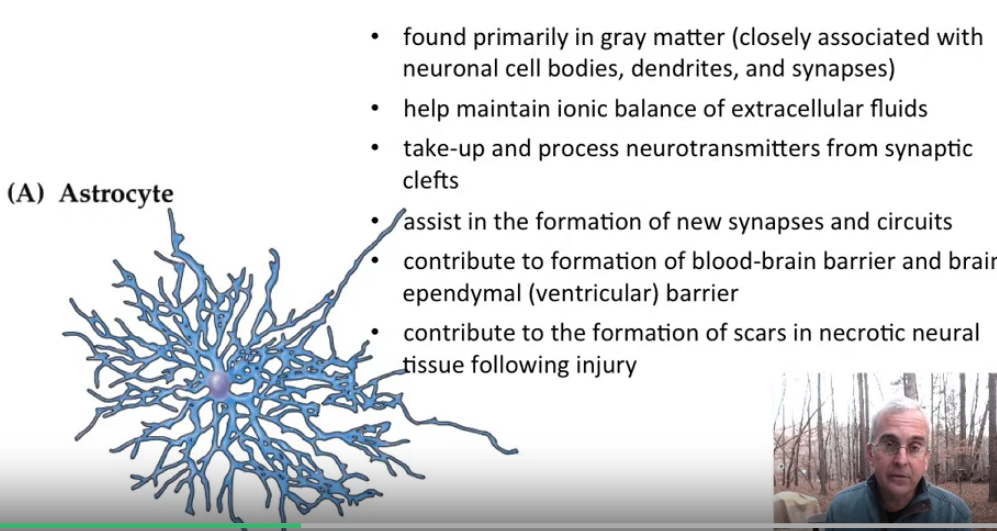 • found primarily in gray matter (closely associated with
neuronal cell bodies, dendrites, and synapses)
• help maintain ionic balance of extracellular fluids
• take-up and process neurotransmitters from synaptic
clefts
(A) Astrocyte
• assist in the formation of new synapses and circuits
• contribute to formation of blood-brain barrier and brain
ependymal (ventricular) barrier
• contribute to the formation of scars in necrotic neural
tissue following injury